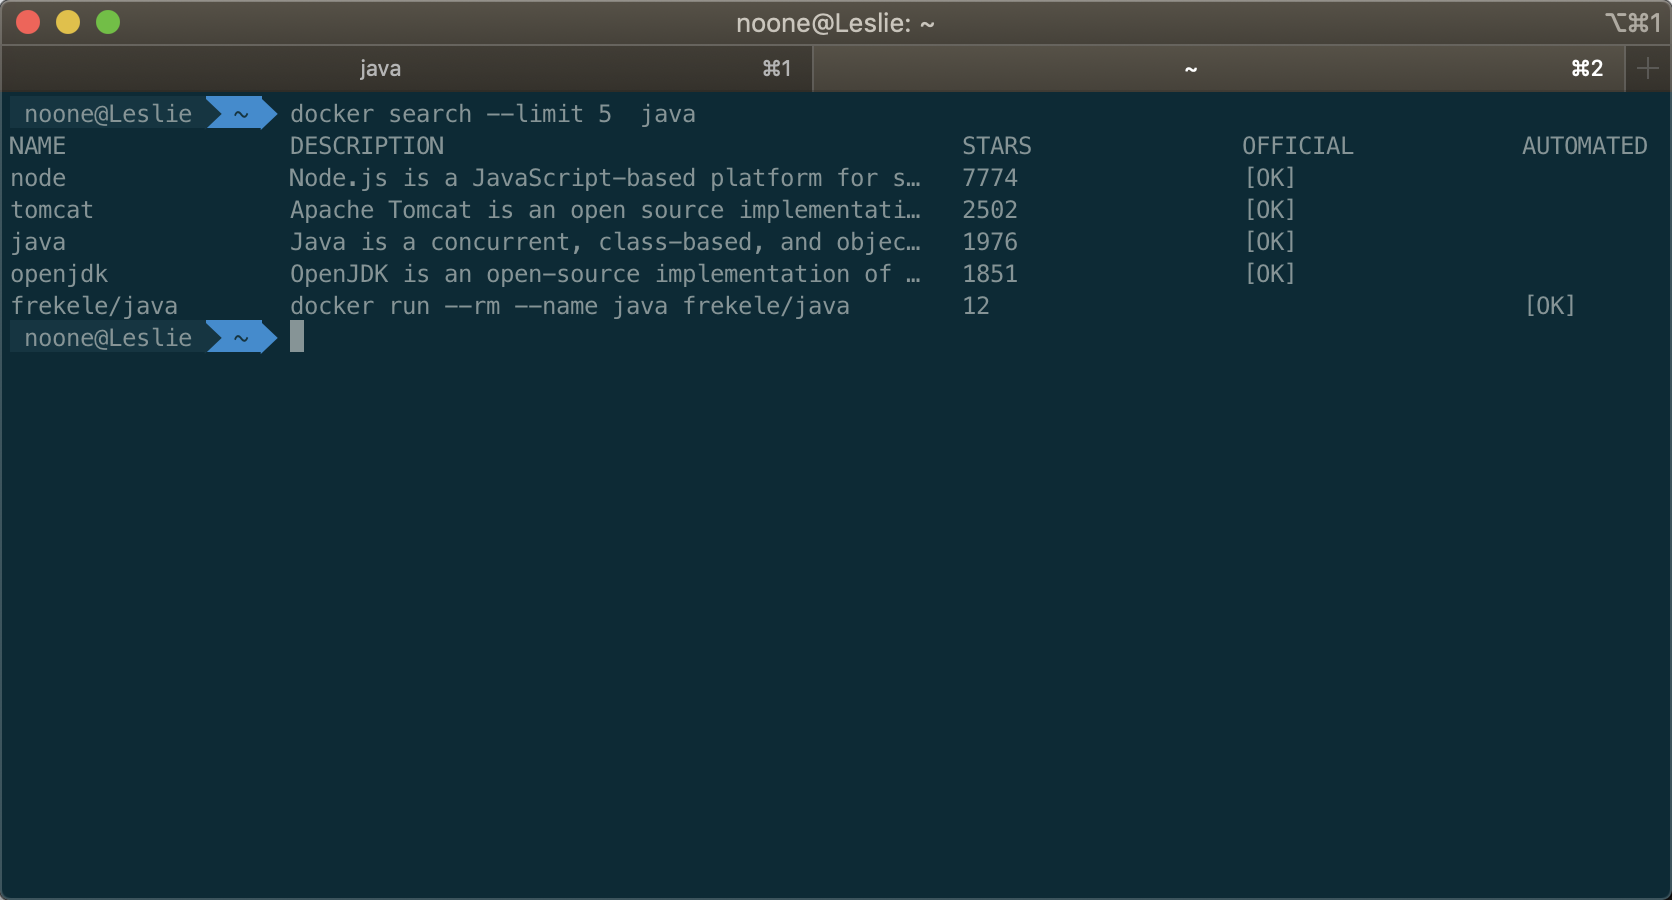 noone@Leslie: ~ ⌥⌘1
java ⌘1 ~ ⌘2 +
noone@Leslie ~ docker search --limit 5  java
NAME DESCRIPTION STARS OFFICIAL AUTOMATED
node Node.js is a JavaScript-based platform for s… 7774 [OK]
tomcat Apache Tomcat is an open source implementati… 2502 [OK]
java Java is a concurrent, class-based, and objec… 1976 [OK]
openjdk OpenJDK is an open-source implementation of … 1851 [OK]
frekele/java docker run --rm --name java frekele/java 12 [OK]
noone@Leslie ~